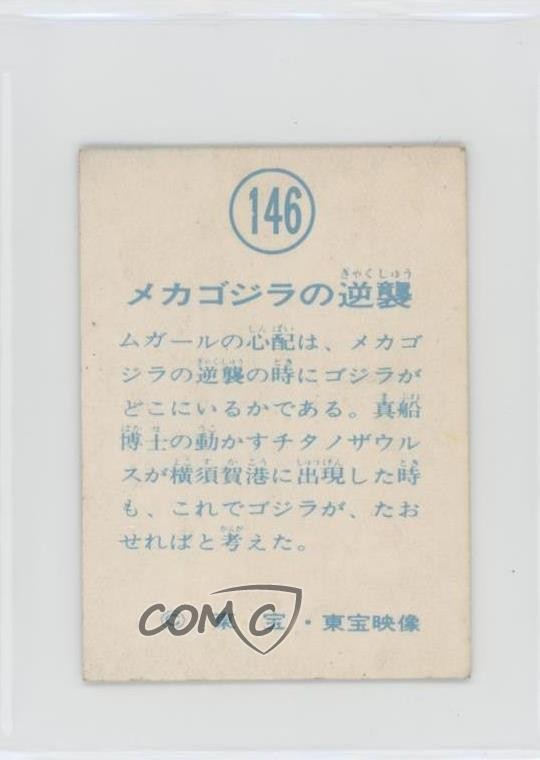 146
メカゴジラの逆襲
ムガールの心配は、メカゴ
ジラの逆襲の時にゴジラが
どこにいるかである。真船
博士の動かすチタノザウル
スが横須賀港に出現した時
も、これでゴジラが、たお
せればと考えた。
COMC
東宝・東宝映像